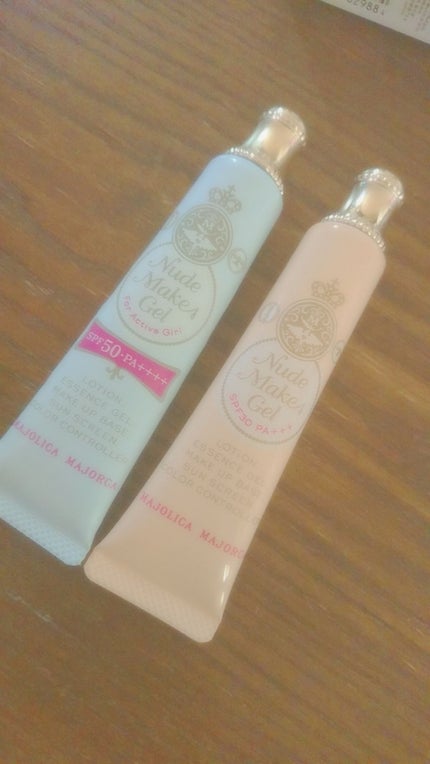 Nude
Make
Gel
For Active Girl
SPF50・PA++++
LOTION
ESSENCE GEL
MAKE UP BASE
SUN SCREEN
COLOR CONTROLLER
MAJOLICA MAJORCA
Nude
Make
Gel
SPF30 PA+++
LOTION
ESSENCE GEL
MAKE UP BASE
SUN SCREEN
COLOR CONTROLLER
MAJOLICA MAJORCA